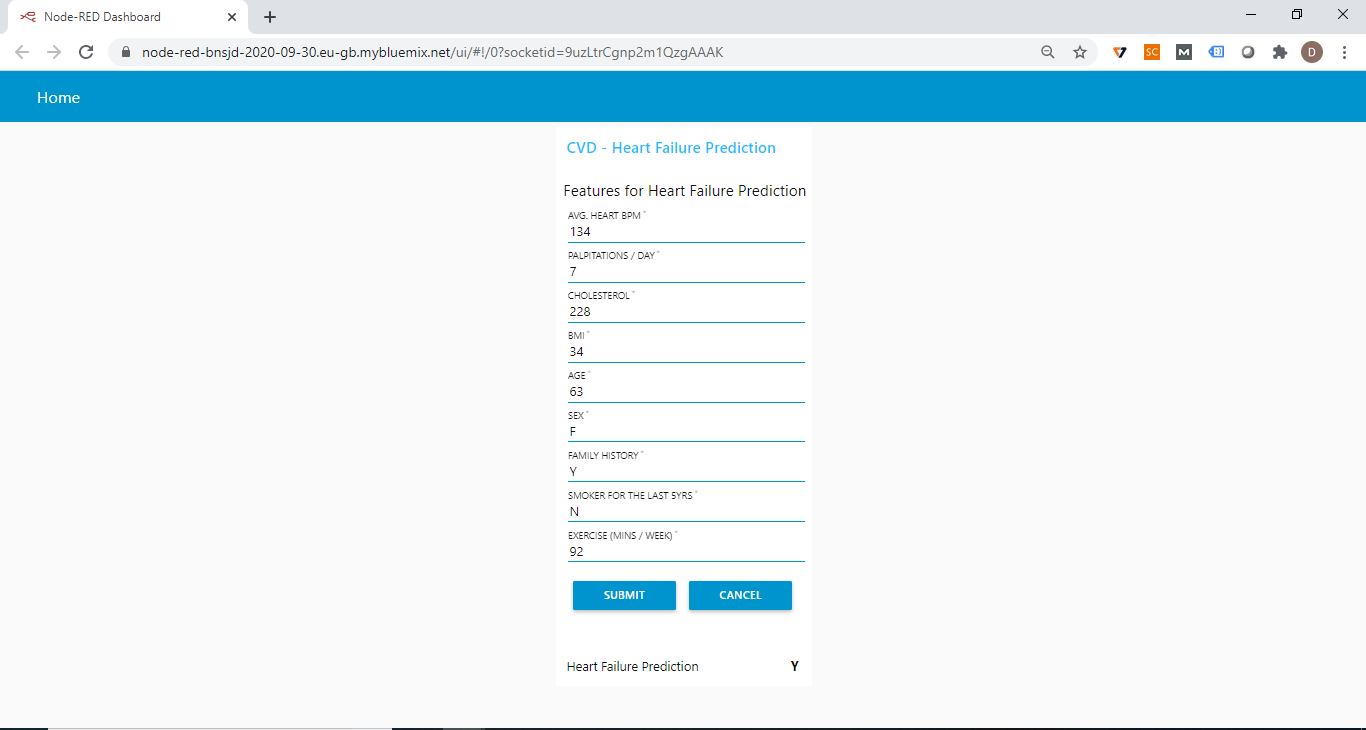 Node-RED Dashboard
node-red-bnsjd-2020-09-30.eu-gb.mybluemix.net/ui/#!/0?socketid=9uzLtrCgnp2m1QzgAAAK
SC
M
D
Home
CVD - Heart Failure Prediction
Features for Heart Failure Prediction
AVG. HEART BPM *
134
PALPITATIONS / DAY *
7
CHOLESTEROL *
228
BMI *
34
AGE *
63
SEX *
F
FAMILY HISTORY *
Y
SMOKER FOR THE LAST 5YRS *
N
EXERCISE (MINS / WEEK) *
92
SUBMIT CANCEL
Heart Failure Prediction Y